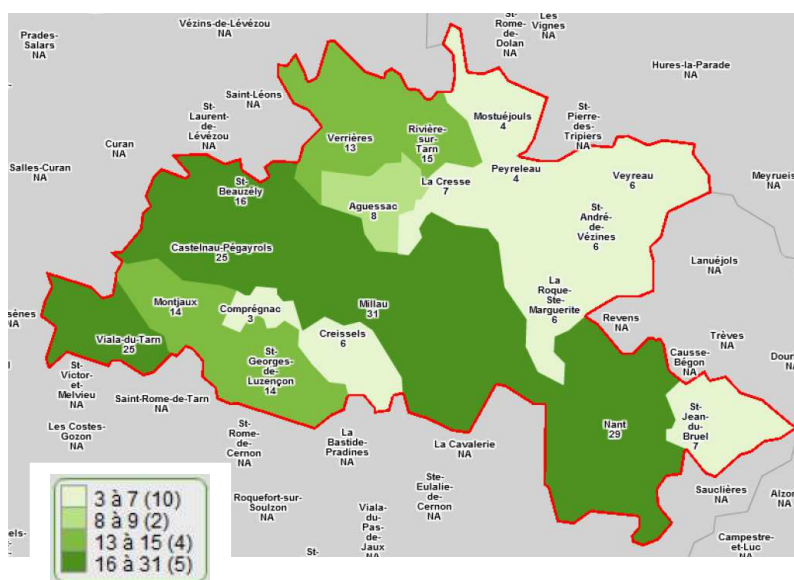 Prades-
Salars
NA
Vézins-de-Lévézou
NA
St-
Rome-
de-
Dolan
NA
Les
Vignes
NA
Hures-la-Parade
NA
Saint-Léons
NA
St-
Laurent-
de-
Lévézou
NA
Curan
NA
Salles-Curan
NA
Mostuéjouls
4
St-
Pierre-
des-
Tripiers
NA
Verrières
13
Rivière-
sur-
Tarn
15
Peyreleau
4
La Cresse
7
Veyreau
6
Meyrueis
NA
St-
Beauzély
16
Aguessac
8
St-
André-
de-
Vézines
6
Castelnau-Pégayrols
25
Lanuéjols
NA
La
Roque-
Ste-
Marguerite
6
Montjaux
14
Comprégnac
3
Millau
31
sènes
NA
Revens
NA
Creissels
6
Trèves
NA
Viala-du-Tarn
25
St-
Georges-
de-
Luzençon
14
Causse-
Bégon
NA
Dour
NA
St-
Victor-
et-
Melvieu
NA
Saint-Rome-de-Tarn
NA
St-
Jean-
du-
Bruel
7
Nant
29
Les Costes-
Gozon
NA
St-
Rome-
de-
Cernon
NA
La
Bastide-
Pradines
NA
La Cavalerie
NA
Ste-
Eulalie-
de-
Cernon
NA
Roquefort-sur-
Soulzon
NA
Viala-
du-
Pas-
de-
Jaux
NA
Sauclières
NA
Alzon
NA
Campestre-
et-Luc
NA
els-
St-
3 à 7 (10)
8 à 9 (2)
13 à 15 (4)
16 à 31 (5)